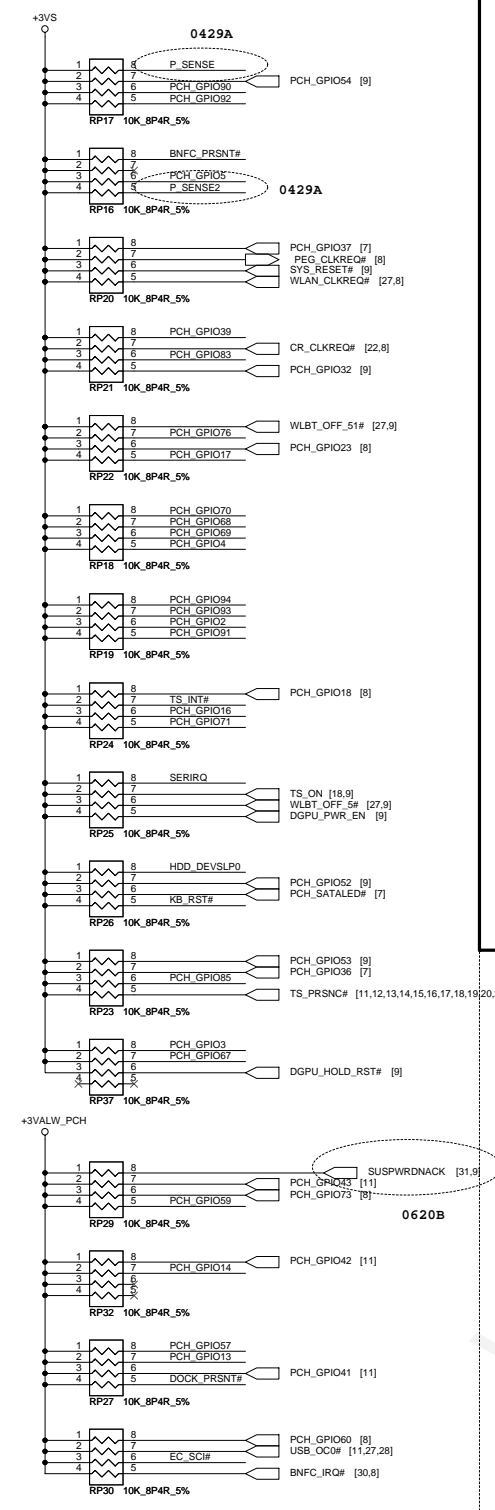 +3VS
0429A
1 8 P_SENSE
2 7 PCH_GPIO54 [9]
3 6 PCH_GPIO90
4 5 PCH_GPIO92
RP17 10K_8P4R_5%
1 8 BNFC_PRSNT#
2 7
3 6 PCH_GPIO5
4 5 P_SENSE2 0429A
RP16 10K_8P4R_5%
1 8 PCH_GPIO37 [7]
2 7 PEG_CLKREQ# [8]
3 6 SYS_RESET# [9]
4 5 WLAN_CLKREQ# [27,8]
RP20 10K_8P4R_5%
1 8 PCH_GPIO39
2 7 CR_CLKREQ# [22,8]
3 6 PCH_GPIO83
4 5 PCH_GPIO32 [9]
RP21 10K_8P4R_5%
1 8 WLBT_OFF_51# [27,9]
2 7 PCH_GPIO76
3 6 PCH_GPIO23 [8]
4 5 PCH_GPIO17
RP22 10K_8P4R_5%
1 8 PCH_GPIO70
2 7 PCH_GPIO68
3 6 PCH_GPIO69
4 5 PCH_GPIO4
RP18 10K_8P4R_5%
1 8 PCH_GPIO94
2 7 PCH_GPIO93
3 6 PCH_GPIO2
4 5 PCH_GPIO91
RP19 10K_8P4R_5%
1 8 PCH_GPIO18 [8]
2 7 TS_INT#
3 6 PCH_GPIO16
4 5 PCH_GPIO71
RP24 10K_8P4R_5%
1 8 SERIRQ
2 7 TS_ON [18,9]
3 6 WLBT_OFF_5# [27,9]
4 5 DGPU_PWR_EN [9]
RP25 10K_8P4R_5%
1 8 HDD_DEVSLP0
2 7 PCH_GPIO52 [9]
3 6 PCH_SATALED# [7]
4 5 KB_RST#
RP26 10K_8P4R_5%
1 8 PCH_GPIO53 [9]
2 7 PCH_GPIO36 [7]
3 6 PCH_GPIO85
4 5 TS_PRSNC# [11,12,13,14,15,16,17,18,19,20,
RP23 10K_8P4R_5%
1 8 PCH_GPIO3
2 7 PCH_GPIO67
3 6 DGPU_HOLD_RST# [9]
4 5
RP37 10K_8P4R_5%
+3VALW_PCH
1 8 SUSPWRDNACK [31,9]
2 7 PCH_GPIO43 [11]
3 6 PCH_GPIO73 [8]
4 5 PCH_GPIO59
0620B
RP29 10K_8P4R_5%
1 8 PCH_GPIO42 [11]
2 7 PCH_GPIO14
3 6
4 5
RP32 10K_8P4R_5%
1 8 PCH_GPIO57
2 7 PCH_GPIO13
3 6 PCH_GPIO41 [11]
4 5 DOCK_PRSNT#
RP27 10K_8P4R_5%
1 8 PCH_GPIO60 [8]
2 7 USB_OC0# [11,27,28]
3 6 EC_SCI#
4 5 BNFC_IRQ# [30,8]
RP30 10K_8P4R_5%